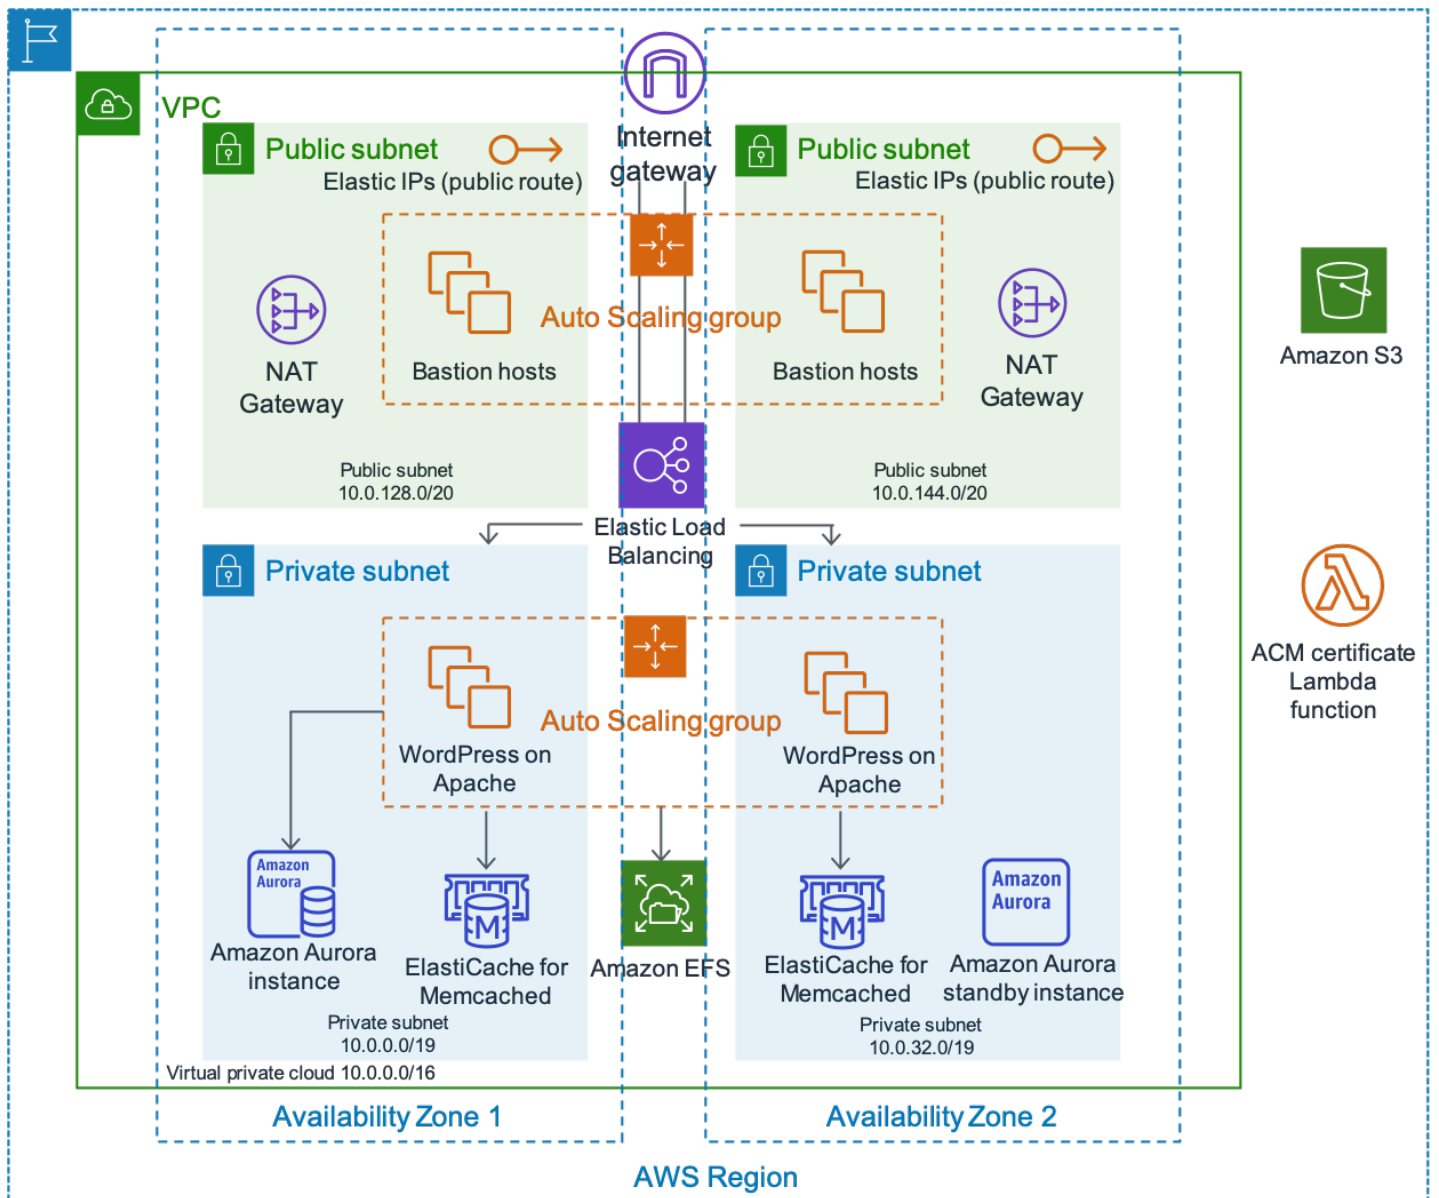 VPC
Internet
gateway
Public subnet
Elastic IPs (public route)
Public subnet
Elastic IPs (public route)
Auto Scaling group
NAT
Gateway
Bastion hosts
Bastion hosts
NAT
Gateway
Public subnet
10.0.128.0/20
Public subnet
10.0.144.0/20
Amazon S3
Elastic Load
Balancing
Private subnet
Private subnet
Auto Scaling group
WordPress on
Apache
WordPress on
Apache
ACM certificate
Lambda
function
Amazon
Aurora
Amazon Aurora
instance
M
ElastiCache for
Memcached
Amazon EFS
M
ElastiCache for
Memcached
Amazon
Aurora
Amazon Aurora
standby instance
Private subnet
10.0.0.0/19
Private subnet
10.0.32.0/19
Virtual private cloud 10.0.0.0/16
Availability Zone 1
Availability Zone 2
AWS Region